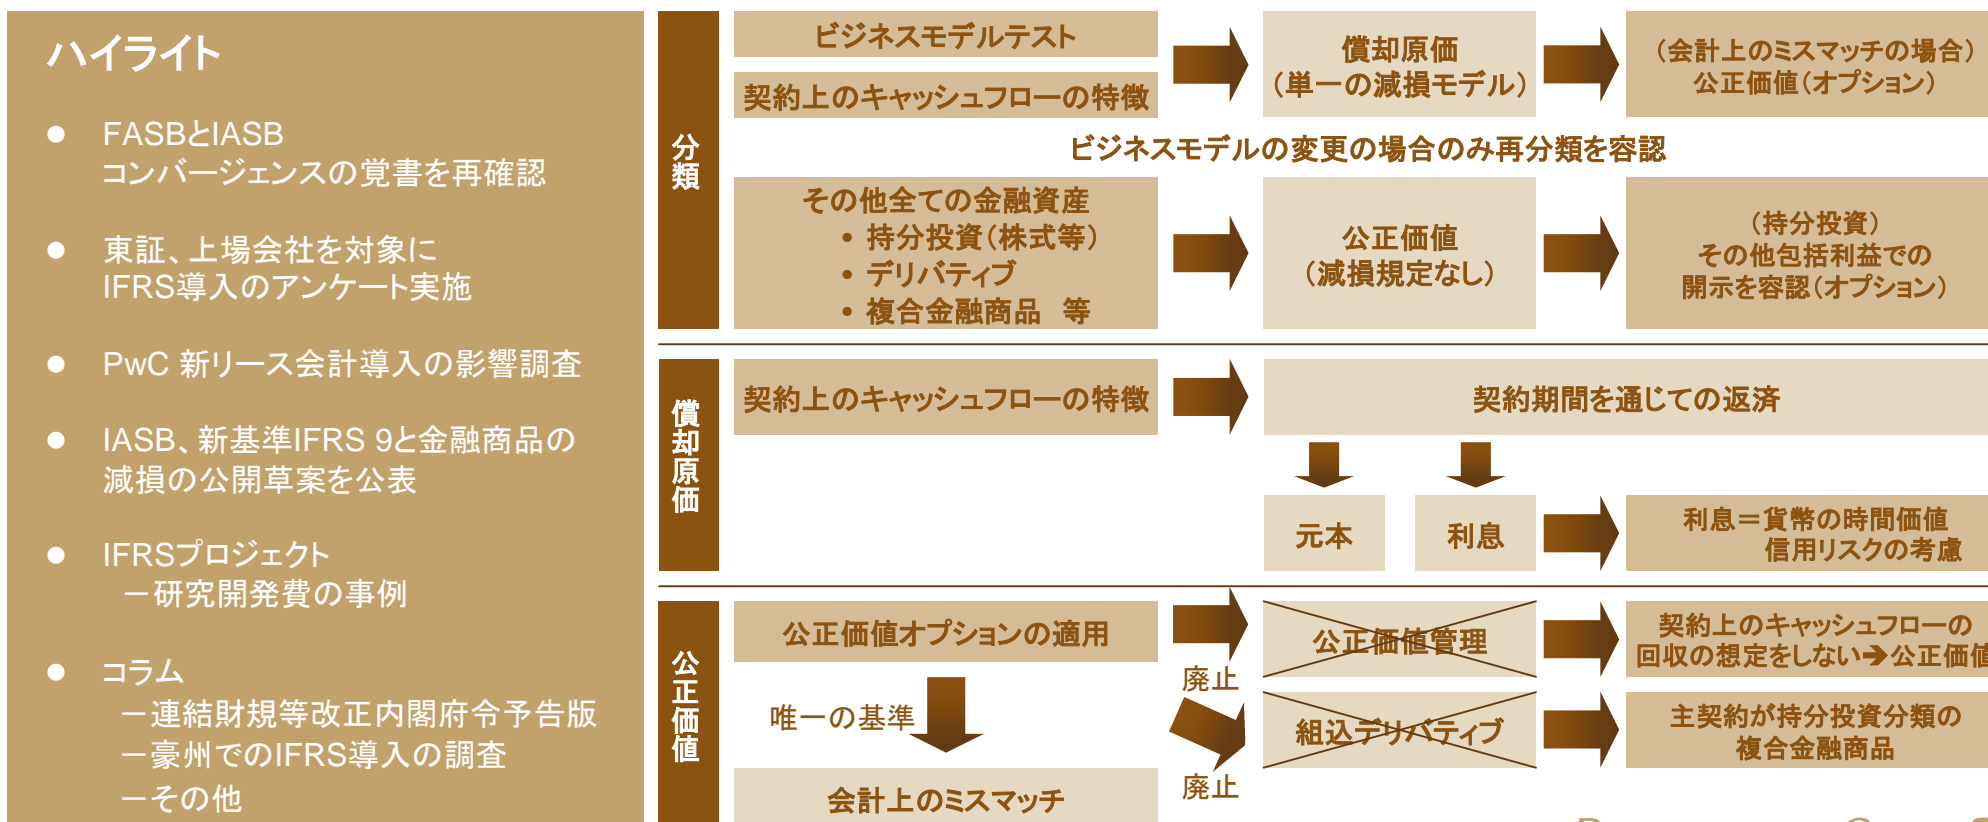 ハイライト
● FASBとIASB
コンバージェンスの覚書を再確認
● 東証、上場会社を対象に
IFRS導入のアンケート実施
● PwC 新リース会計導入の影響調査
● IASB、新基準IFRS 9と金融商品の
減損の公開草案を公表
● IFRSプロジェクト
－研究開発費の事例
● コラム
－連結財規等改正内閣府令予告版
－豪州でのIFRS導入の調査
－その他
分類
ビジネスモデルテスト
契約上のキャッシュフローの特徴
償却原価
（単一の減損モデル）
（会計上のミスマッチの場合）
公正価値（オプション）
ビジネスモデルの変更の場合のみ再分類を容認
その他全ての金融資産
• 持分投資（株式等）
• デリバティブ
• 複合金融商品 等
公正価値
（減損規定なし）
（持分投資）
その他包括利益での
開示を容認（オプション）
償却原価
契約上のキャッシュフローの特徴
契約期間を通じての返済
元本
利息
利息＝貨幣の時間価値
信用リスクの考慮
公正価値
公正価値オプションの適用
唯一の基準
会計上のミスマッチ
廃止
公正価値管理
契約上のキャッシュフローの
回収の想定をしない➔公正価値
廃止
組込デリバティブ
主契約が持分投資分類の
複合金融商品